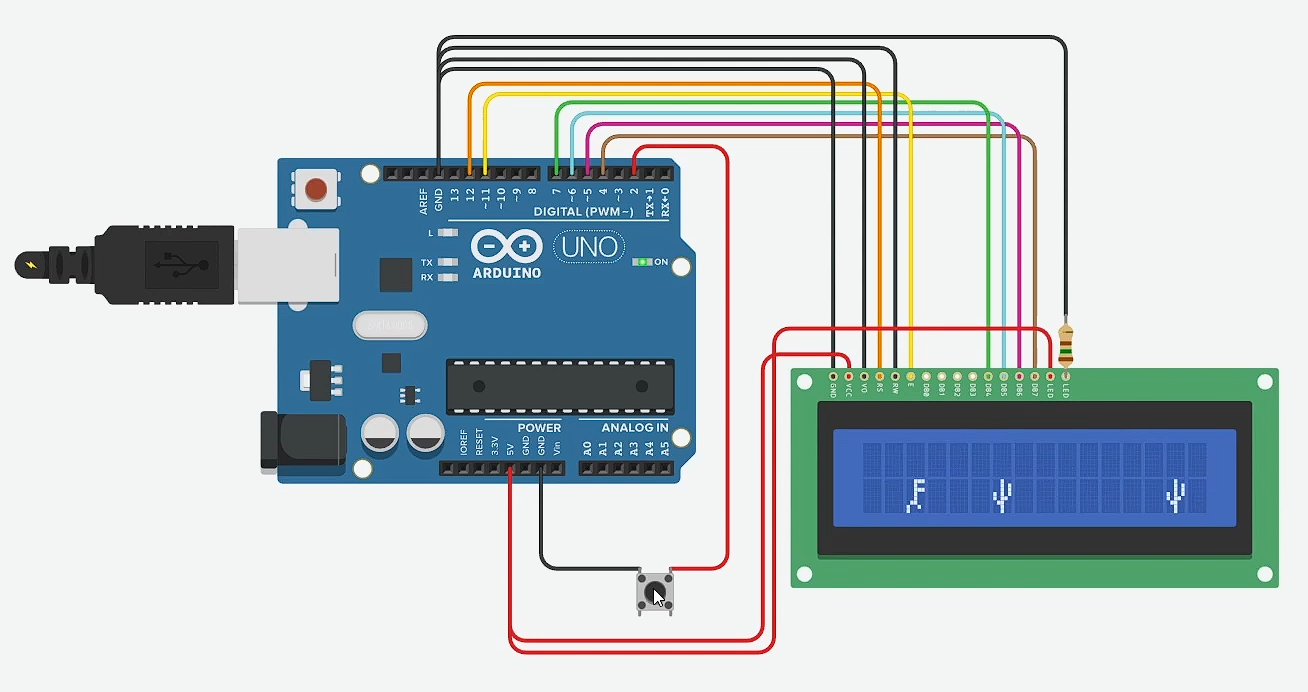 AREF
GND
13
12
~11
~10
~9
8
7
~6
~5
4
~3
2
TX→1
RX←0
DIGITAL (PWM~)
L
TX
RX
ARDUINO
UNO
ON
GND
VCC
VO
RS
RW
E
DB0
DB1
DB2
DB3
DB4
DB5
DB6
DB7
LED
LED
POWER
ANALOG IN
IOREF
RESET
3.3V
5V
GND
GND
Vin
A0
A1
A2
A3
A4
A5